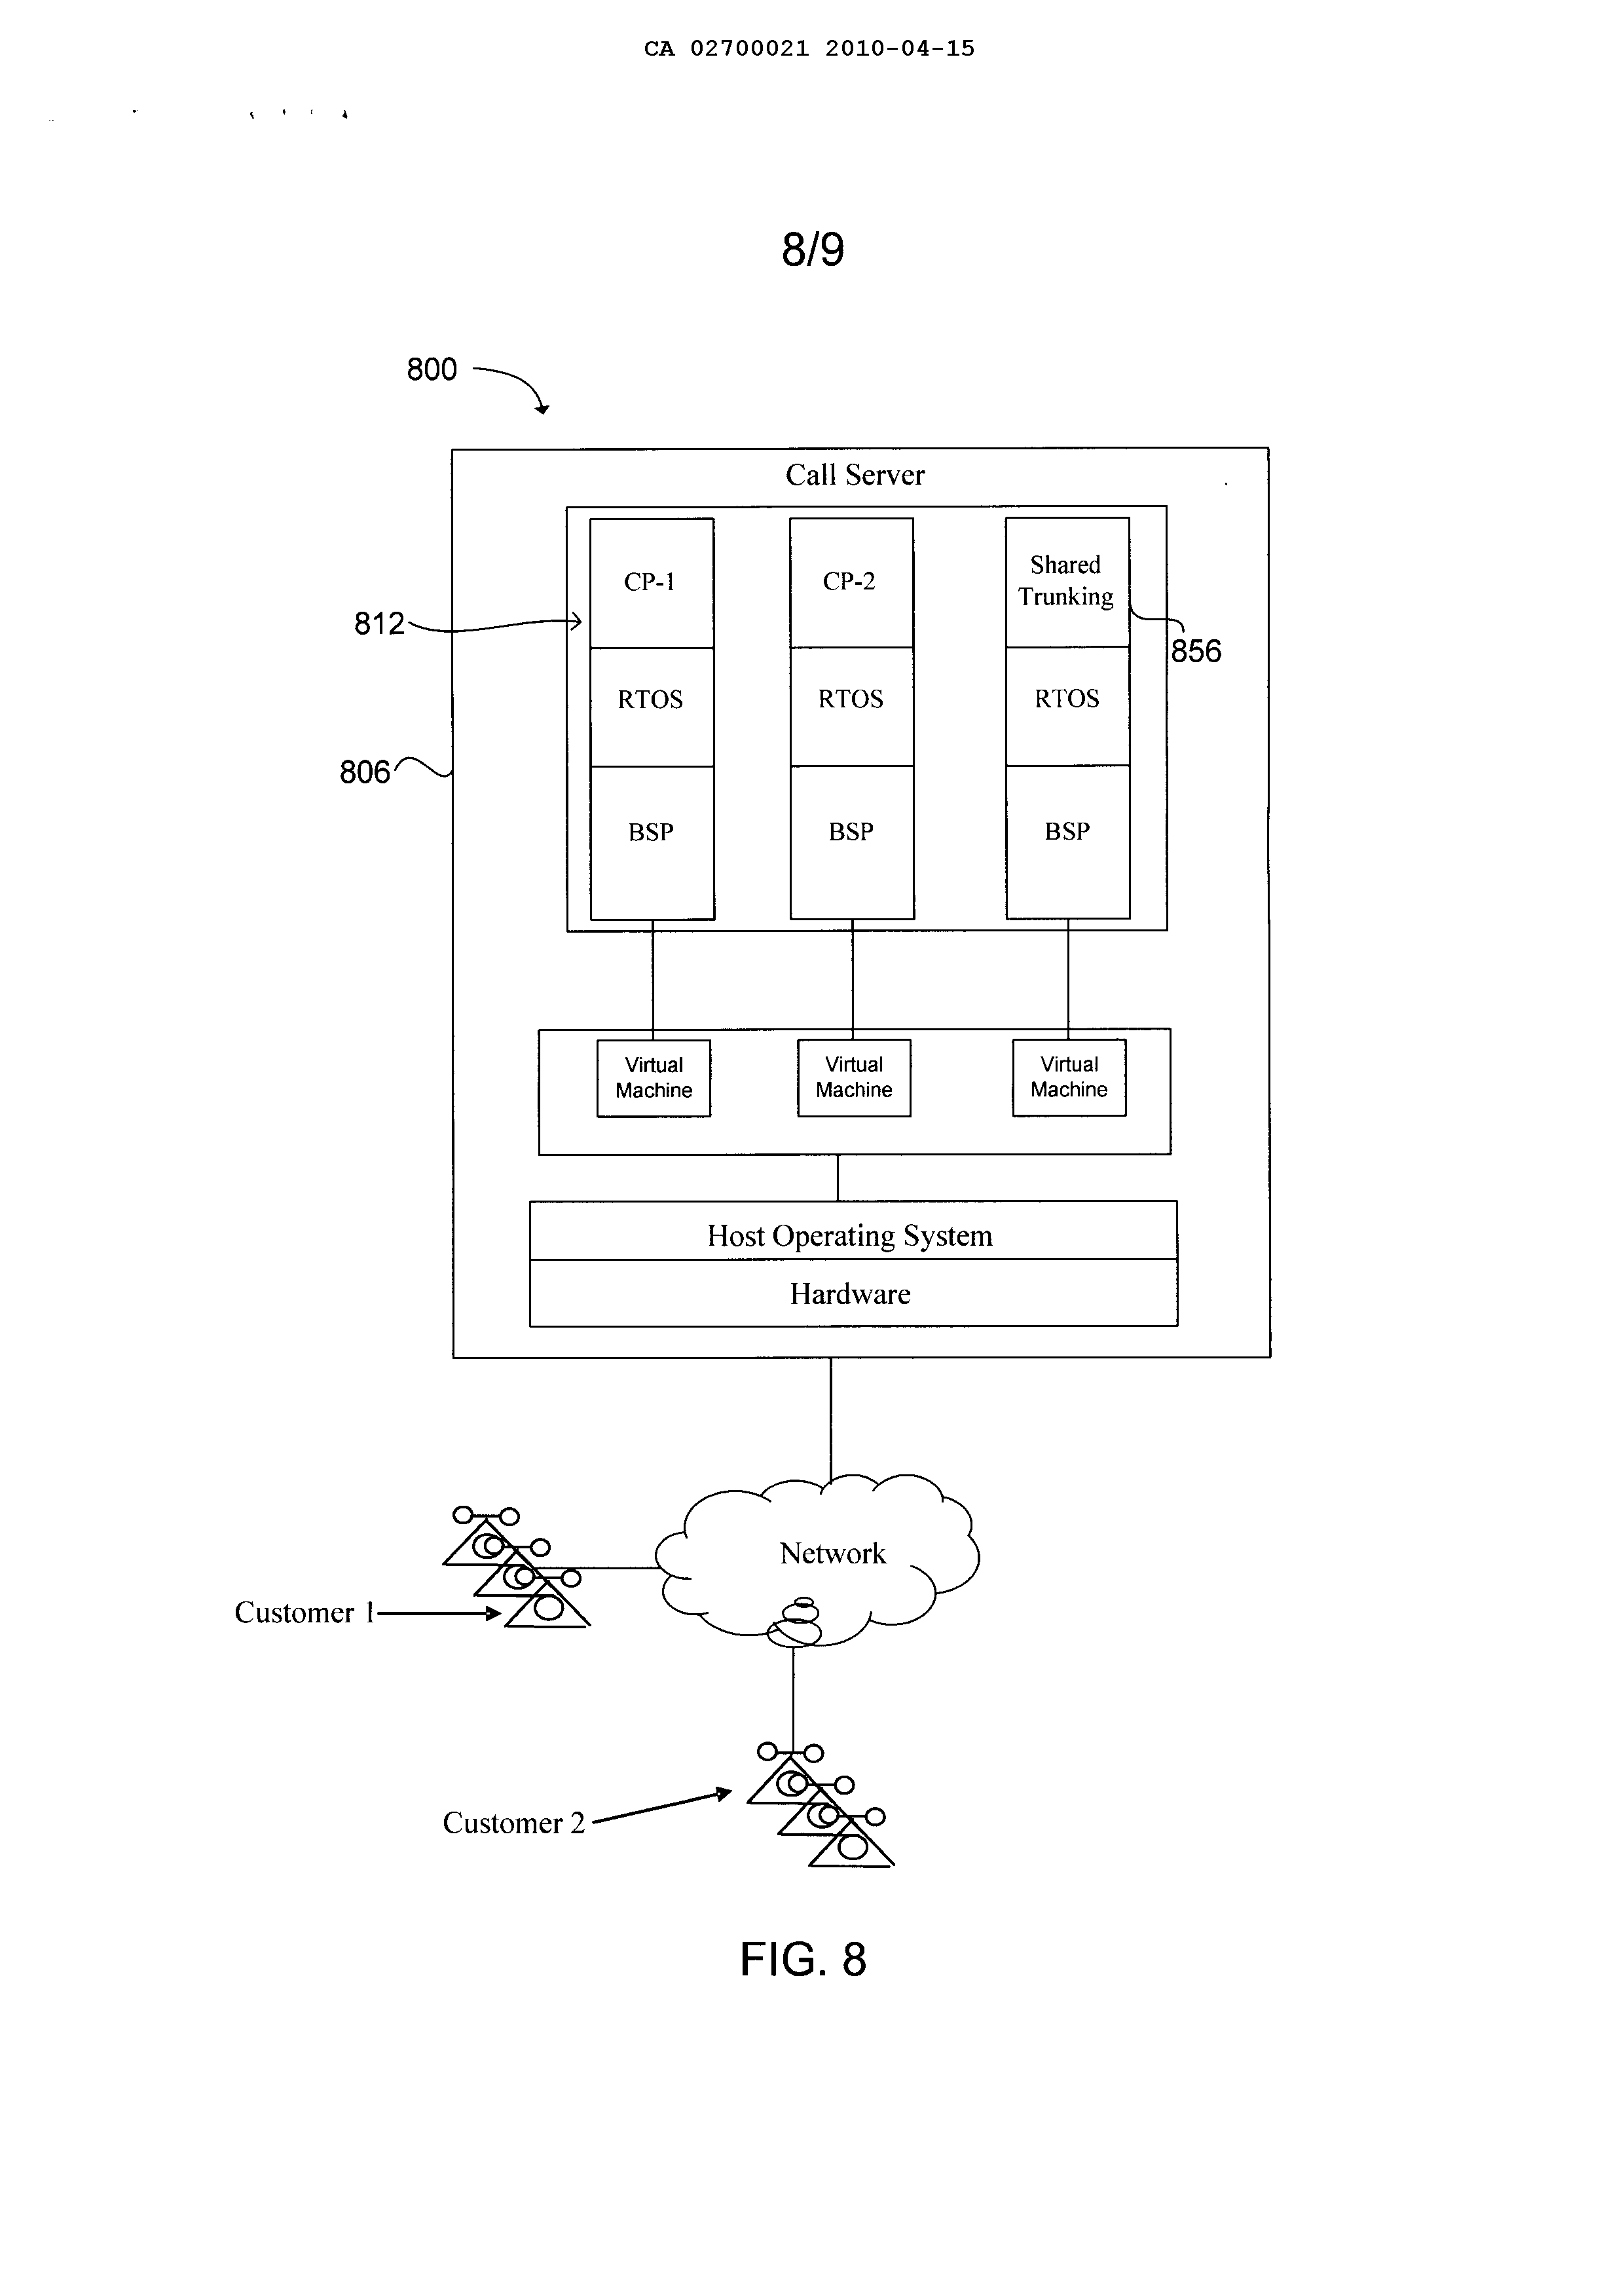 CA 02700021 2010-04-15
8/9
800
Call Server
CP-1
CP-2
Shared
Trunking
812
856
RTOS
RTOS
RTOS
806
BSP
BSP
BSP
Virtual
Machine
Virtual
Machine
Virtual
Machine
Host Operating System
Hardware
Network
Customer 1
Customer 2
FIG. 8